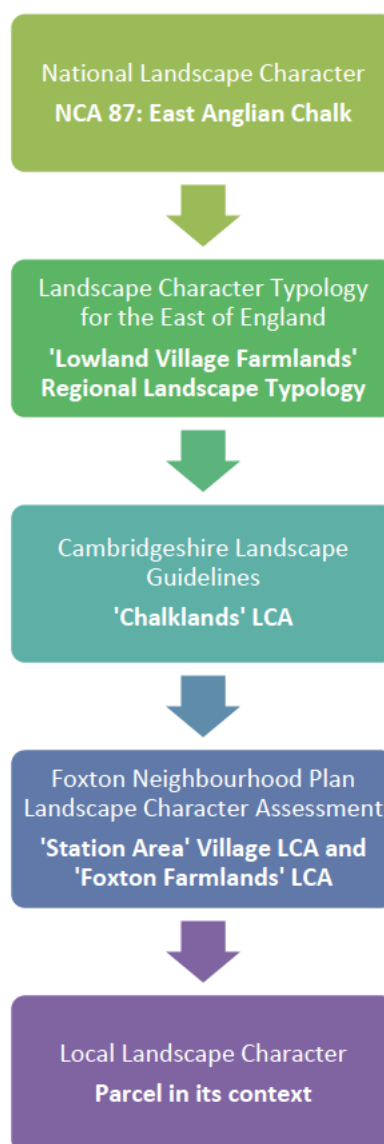 National Landscape Character
NCA 87: East Anglian Chalk
Landscape Character Typology
for the East of England
'Lowland Village Farmlands'
Regional Landscape Typology
Cambridgeshire Landscape
Guidelines
'Chalklands' LCA
Foxton Neighbourhood Plan
Landscape Character Assessment
'Station Area' Village LCA and
'Foxton Farmlands' LCA
Local Landscape Character
Parcel in its context